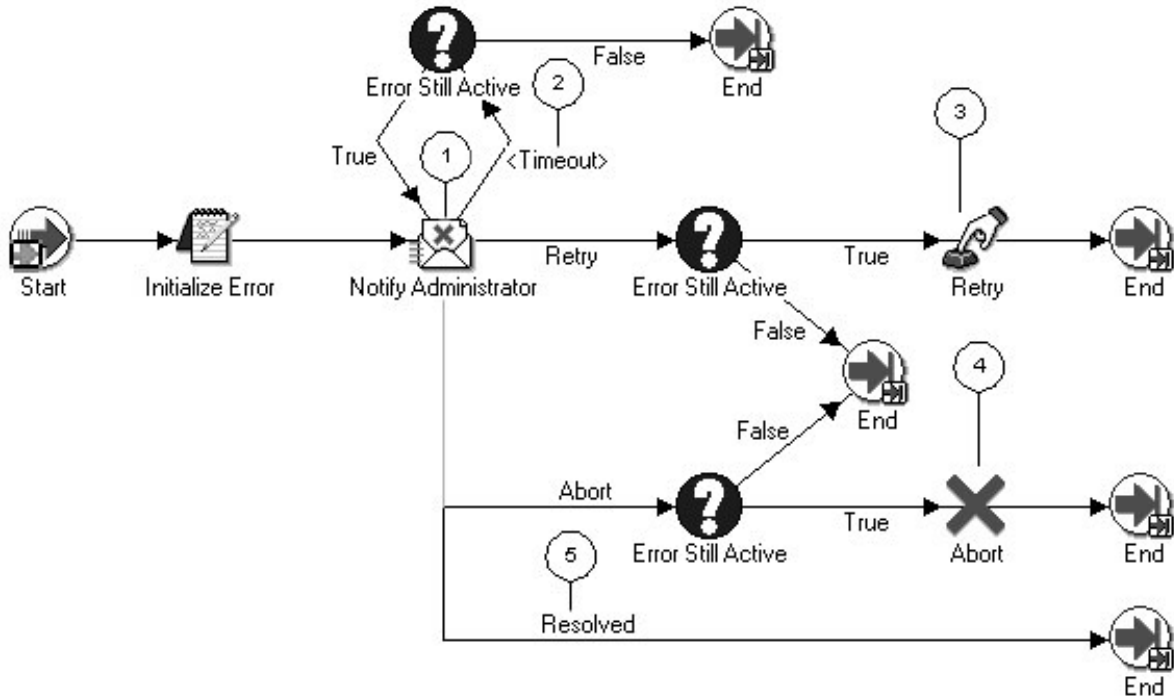 False
Error Still Active
2
End
3
True
1
<Timeout>
Retry
True
Start
Initialize Error
Notify Administrator
Error Still Active
Retry
End
False
4
False
End
Abort
True
5
Error Still Active
Abort
End
Resolved
End